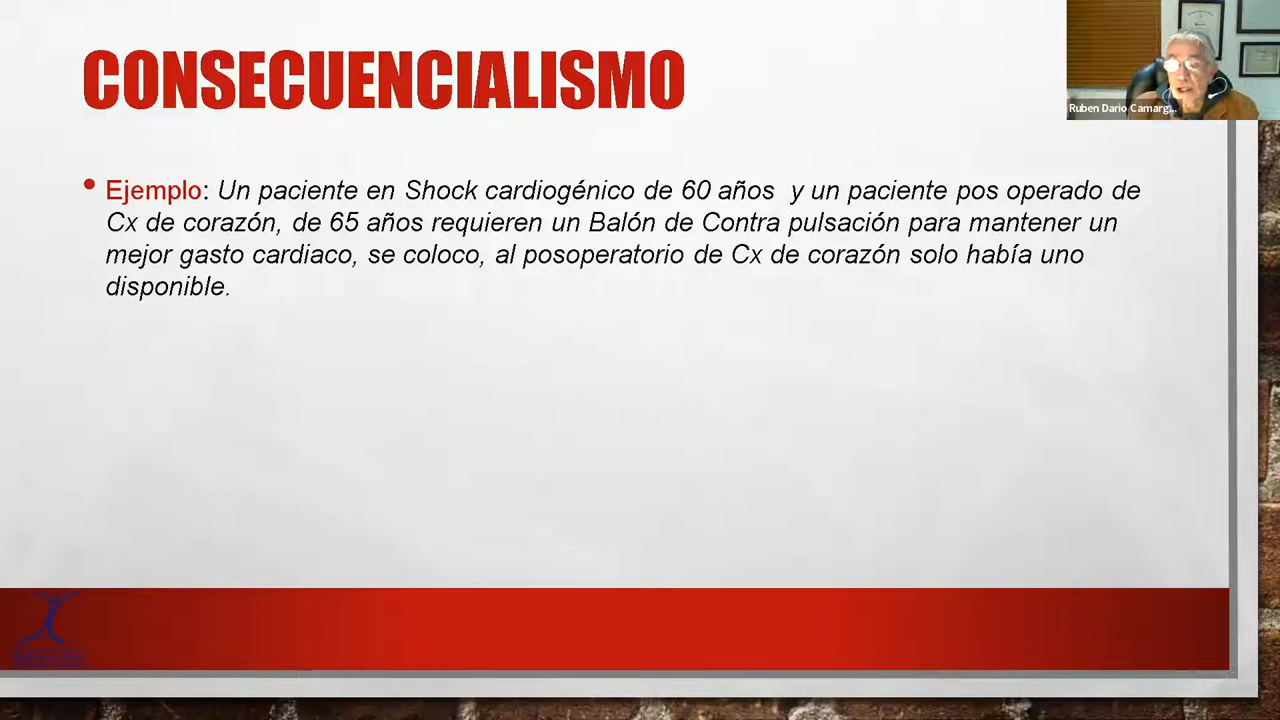 CONSECUENCIALISMO
Ruben Dario Camarg...
• Ejemplo: Un paciente en Shock cardiogénico de 60 años y un paciente pos operado de
Cx de corazón, de 65 años requieren un Balón de Contra pulsación para mantener un
mejor gasto cardiaco, se coloco, al posoperatorio de Cx de corazón solo había uno
disponible.